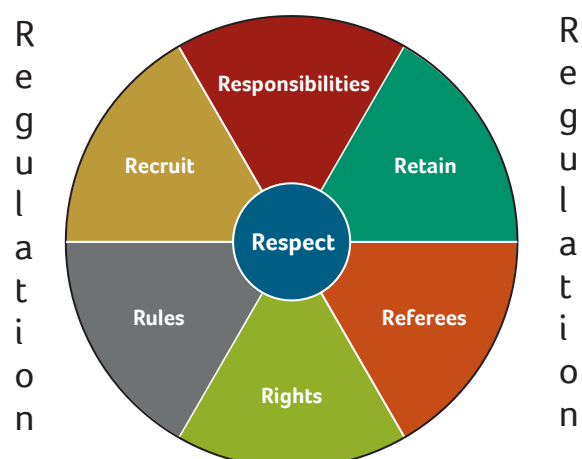 Regulation
Responsibilities
Recruit
Retain
Respect
Rules
Referees
Rights
Regulation